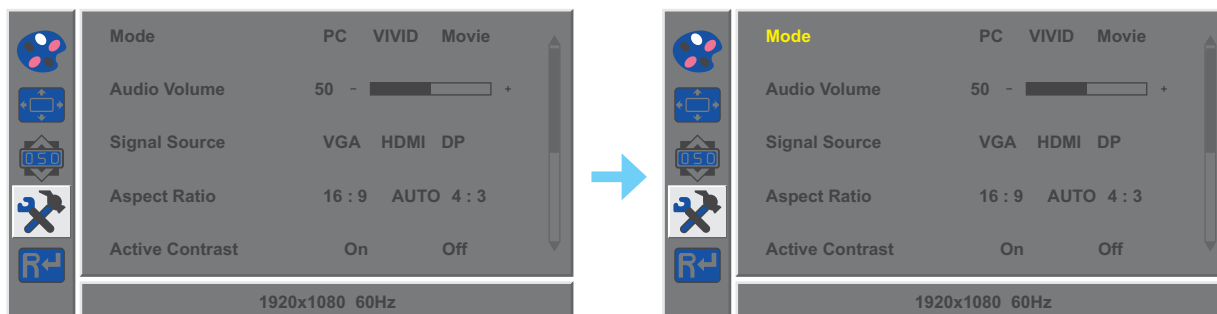 Mode PC VIVID Movie
Audio Volume 50 - +
Signal Source VGA HDMI DP
Aspect Ratio 16 : 9 AUTO 4 : 3
Active Contrast On Off
1920x1080 60Hz
OSD
R
Mode PC VIVID Movie
Audio Volume 50 - +
Signal Source VGA HDMI DP
Aspect Ratio 16 : 9 AUTO 4 : 3
Active Contrast On Off
1920x1080 60Hz
OSD
R